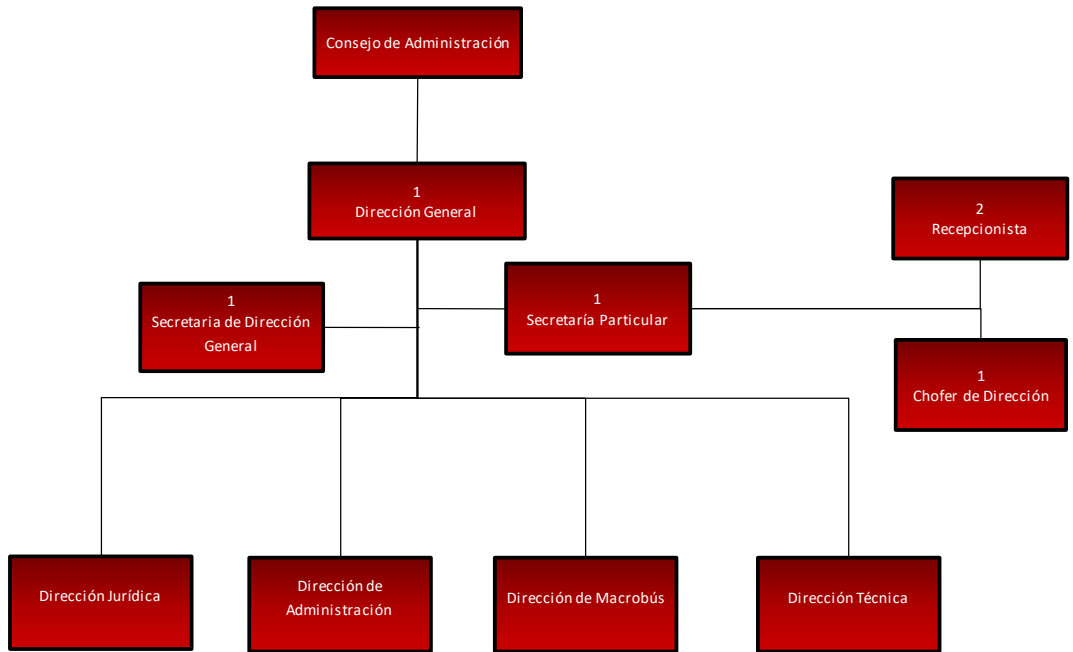 Consejo de Administración
1
Dirección General
2
Recepcionista
1
Secretaria de Dirección
General
1
Secretaría Particular
1
Chofer de Dirección
Dirección Jurídica
Dirección de
Administración
Dirección de Macrobús
Dirección Técnica